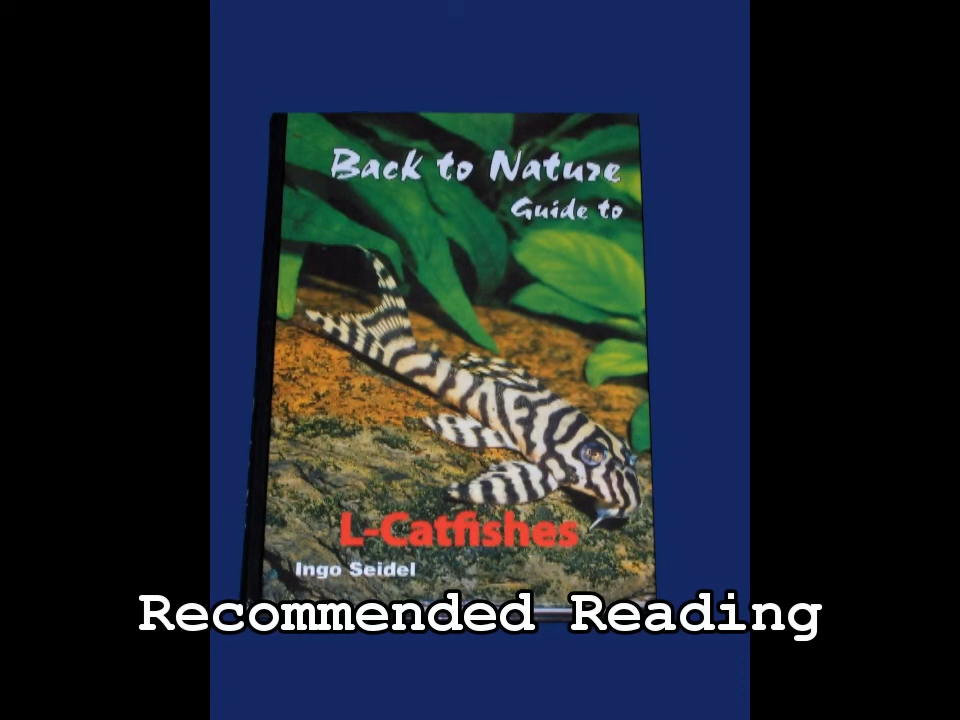 Back to Nature
Guide to
L-Catfishes
Ingo Seidel
Recommended Reading